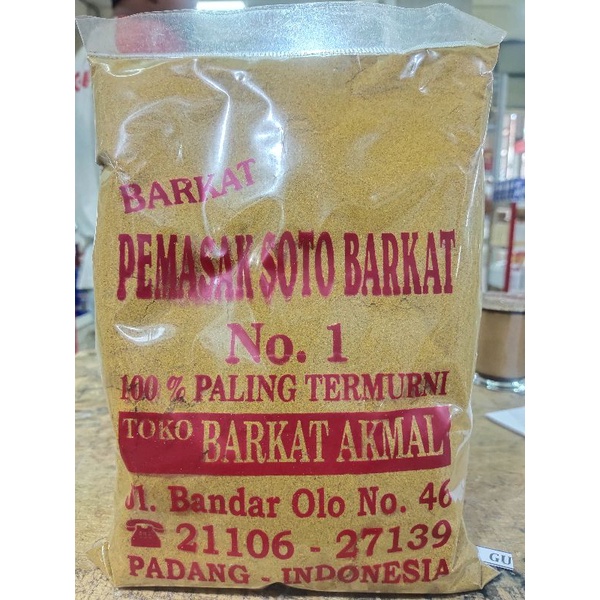 BARKAT
PEMASAK SOTO BARKAT
No. 1
100 % PALING TERMURNI
TOKO BARKAT AKMAL
Jl. Bandar Olo No. 46
☎ 21106 - 27139
PADANG - INDONESIA
GU